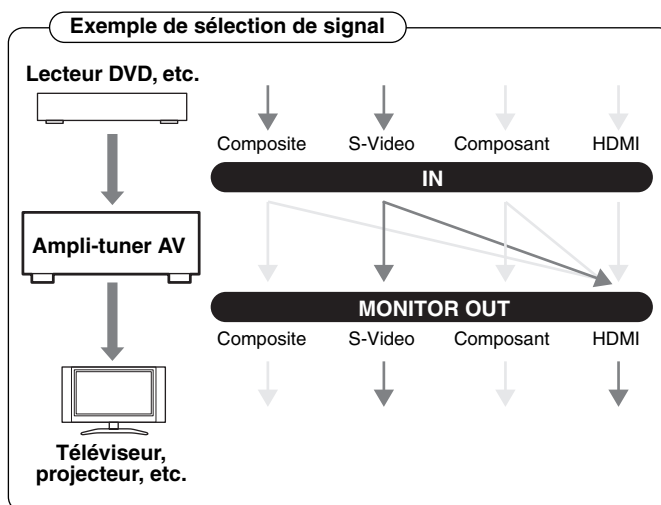 Exemple de sélection de signal
Lecteur DVD, etc.
Composite S-Video Composant HDMI
IN
Ampli-tuner AV
MONITOR OUT
Composite S-Video Composant HDMI
Téléviseur,
projecteur, etc.